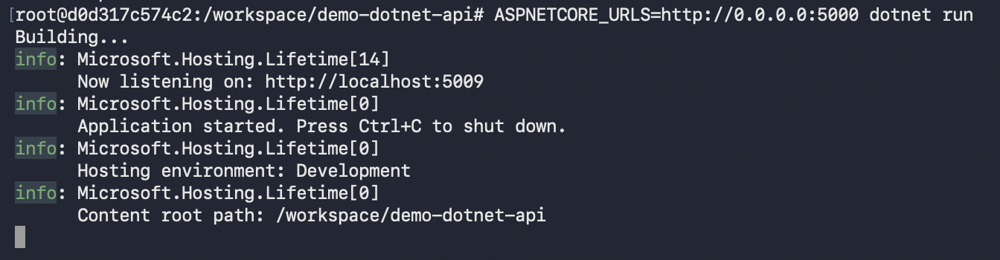 [root@d0d317c574c2:/workspace/demo-dotnet-api# ASPNETCORE_URLS=http://0.0.0.0:5000 dotnet run
Building...
info: Microsoft.Hosting.Lifetime[14]
      Now listening on: http://localhost:5009
info: Microsoft.Hosting.Lifetime[0]
      Application started. Press Ctrl+C to shut down.
info: Microsoft.Hosting.Lifetime[0]
      Hosting environment: Development
info: Microsoft.Hosting.Lifetime[0]
      Content root path: /workspace/demo-dotnet-api